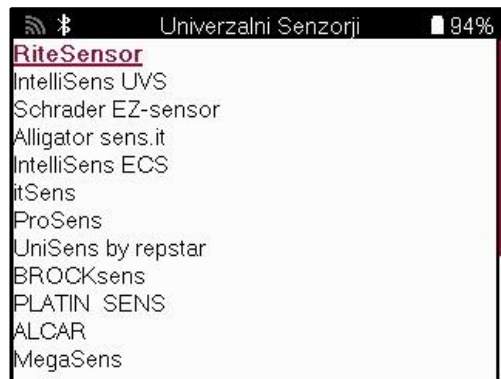 Univerzalni Senzorji 94%
RiteSensor
IntelliSens UVS
Schrader EZ-sensor
Alligator sens.it
IntelliSens ECS
itSens
ProSens
UniSens by repstar
BROCKsens
PLATIN SENS
ALCAR
MegaSens